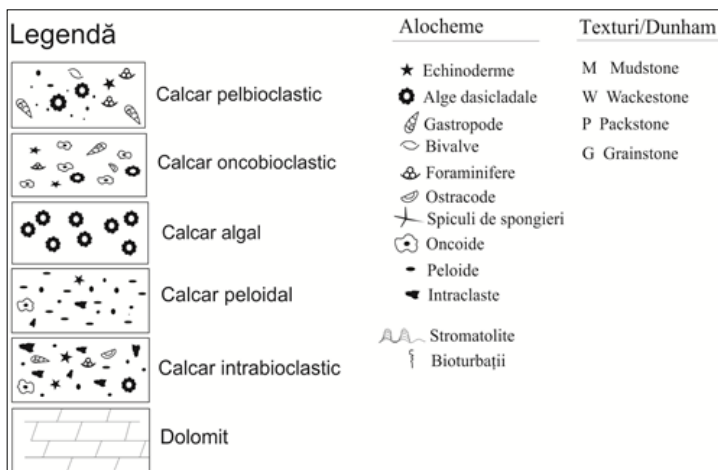 Legendă
Calcar pelbioclastic
Calcar oncobioclastic
Calcar algal
Calcar peloidal
Calcar intrabioclastic
Dolomit
Alocheme
Echinoderme
Alge dasicladale
Gastropode
Bivalve
Foraminifere
Ostracode
Spiculi de spongieri
Oncoide
Peloide
Intraclaste
Stromatolite
Bioturbații
Texturi/Dunham
M Mudstone
W Wackestone
P Packstone
G Grainstone